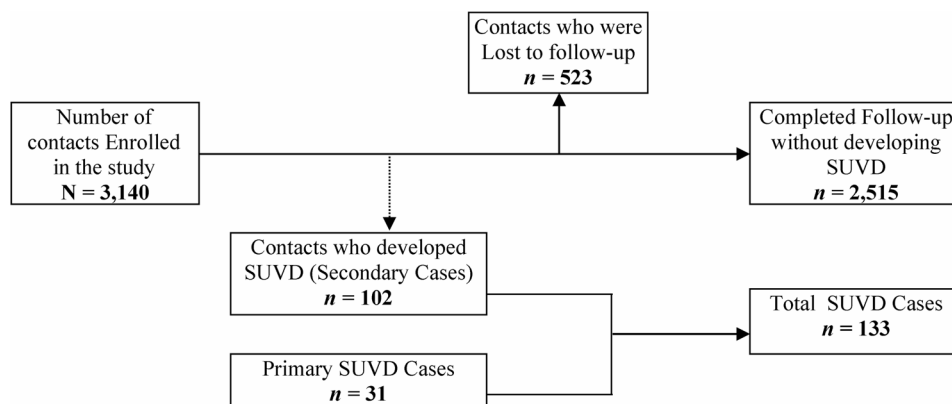 Contacts who were
Lost to follow-up
n = 523
Number of
contacts Enrolled
in the study
N = 3,140
Completed Follow-up
without developing
SUVD
n = 2,515
Contacts who developed
SUVD (Secondary Cases)
n = 102
Total SUVD Cases
n = 133
Primary SUVD Cases
n = 31